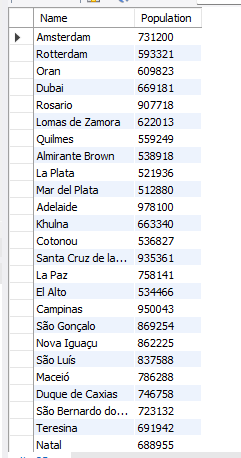 Name Population
Amsterdam 731200
Rotterdam 593321
Oran 609823
Dubai 669181
Rosario 907718
Lomas de Zamora 622013
Quilmes 559249
Almirante Brown 538918
La Plata 521936
Mar del Plata 512880
Adelaide 978100
Khulna 663340
Cotonou 536827
Santa Cruz de la... 935361
La Paz 758141
El Alto 534466
Campinas 950043
São Gonçalo 869254
Nova Iguaçu 862225
São Luís 837588
Maceió 786288
Duque de Caxias 746758
São Bernardo do... 723132
Teresina 691942
Natal 688955